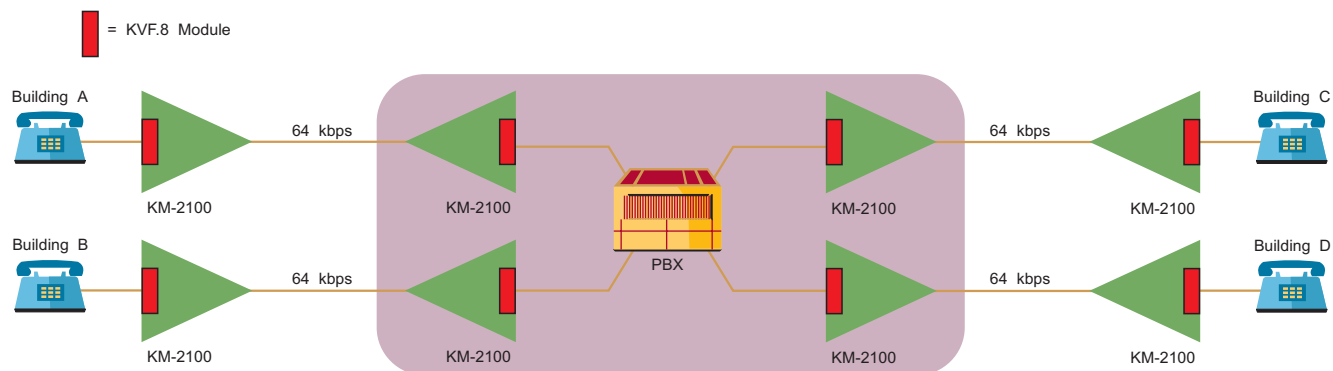 = KVF.8 Module
Building A
Building C
64 kbps
64 kbps
KM-2100
KM-2100
KM-2100
KM-2100
Building B
Building D
PBX
64 kbps
64 kbps
KM-2100
KM-2100
KM-2100
KM-2100